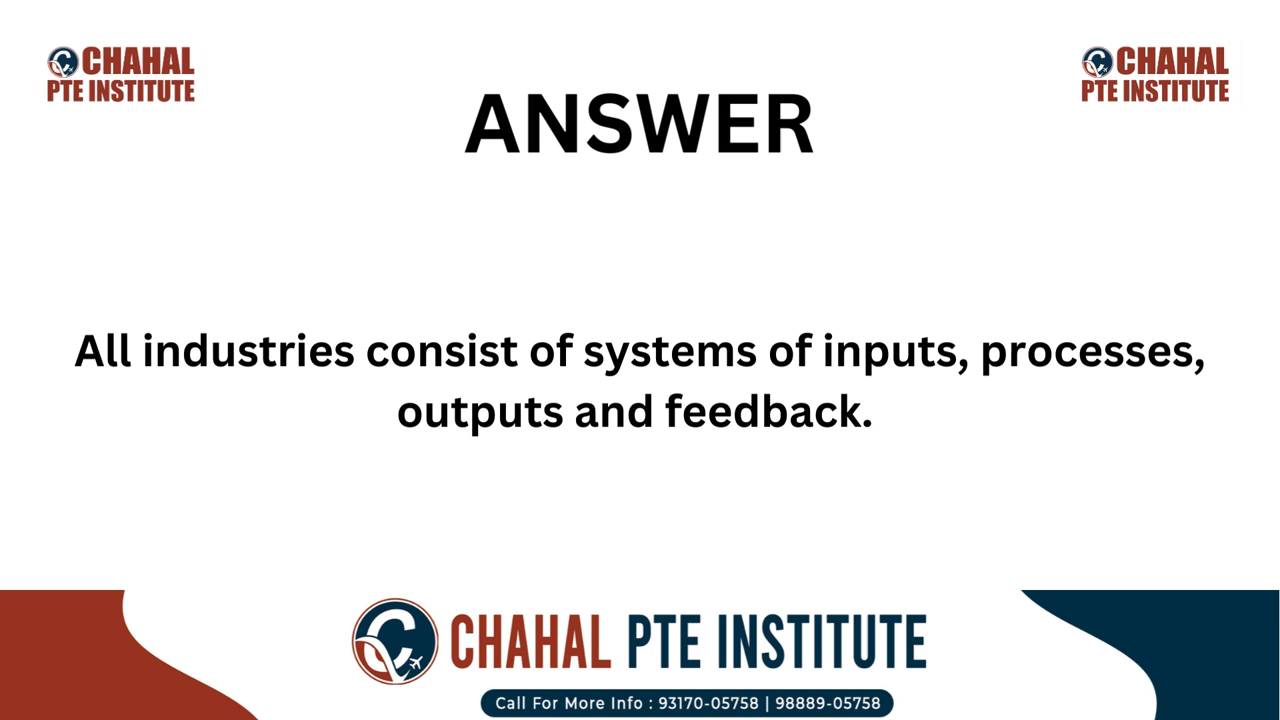 CHAHAL
PTE INSTITUTE
CHAHAL
PTE INSTITUTE
ANSWER
All industries consist of systems of inputs, processes,
outputs and feedback.
CHAHAL PTE INSTITUTE
Call For More Info : 93170-05758 | 98889-05758